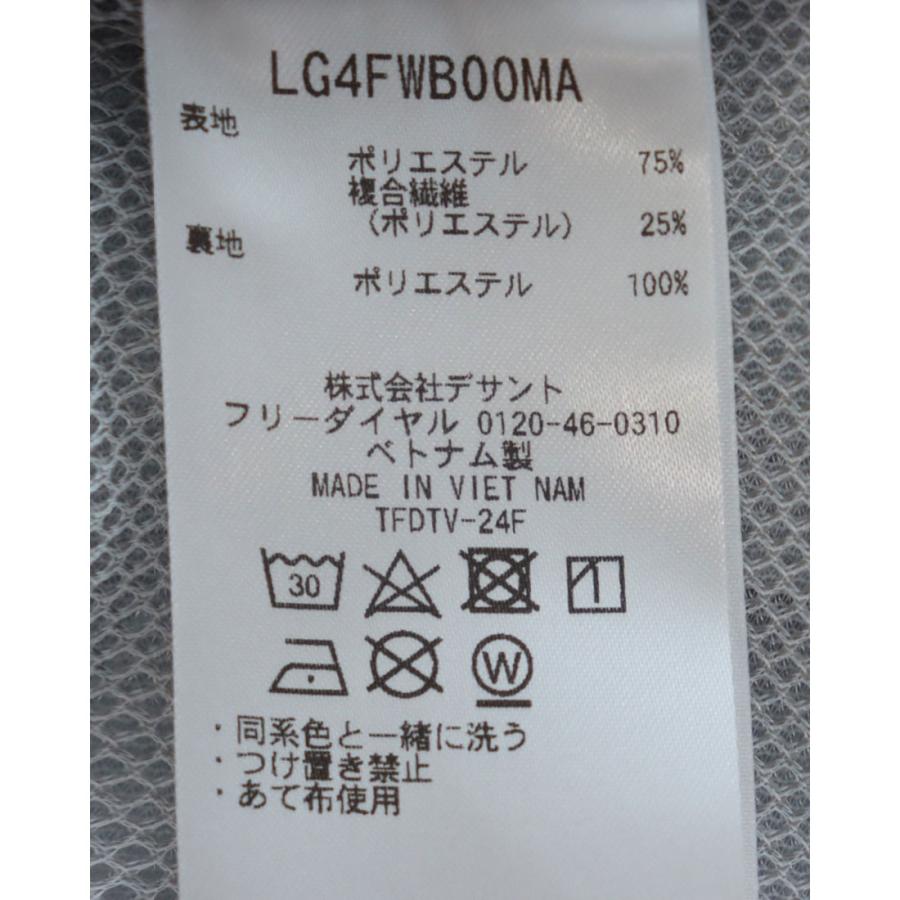 LG4FWB00MA
表地
ポリエステル 75%
複合繊維
(ポリエステル) 25%
裏地
ポリエステル 100%
株式会社デサント
フリーダイヤル 0120-46-0310
ベトナム製
MADE IN VIET NAM
TFDTV-24F
30
W
・同系色と一緒に洗う
・つけ置き禁止
・あて布使用